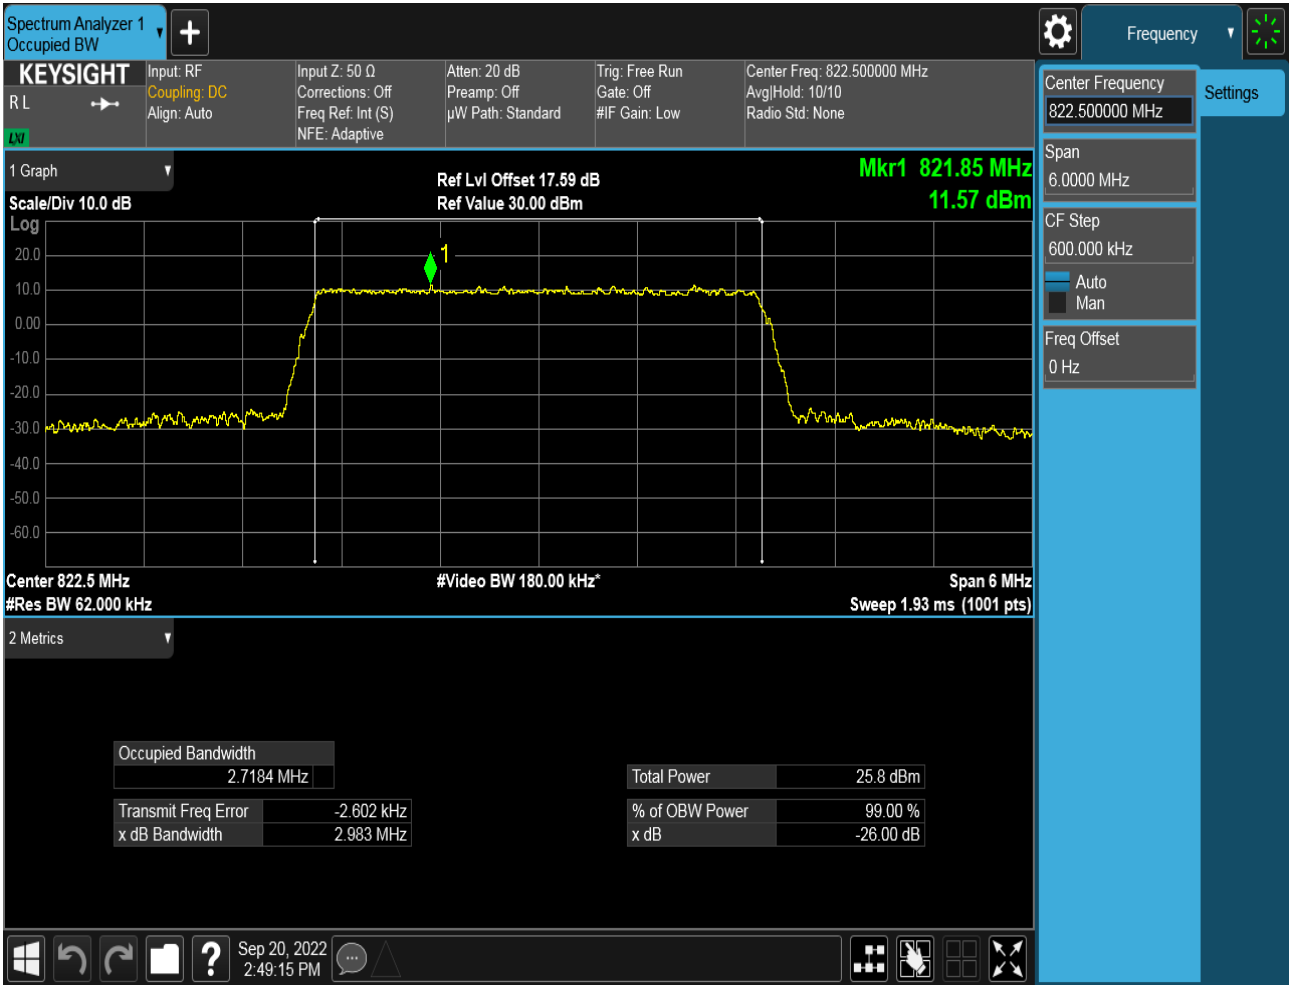 Spectrum Analyzer 1
Occupied BW
+
Frequency
KEYSIGHT
R L
LXI
Input: RF
Coupling: DC
Align: Auto
Input Z: 50 Ω
Corrections: Off
Freq Ref: Int (S)
NFE: Adaptive
Atten: 20 dB
Preamp: Off
µW Path: Standard
Trig: Free Run
Gate: Off
#IF Gain: Low
Center Freq: 822.500000 MHz
Avg|Hold: 10/10
Radio Std: None
Center Frequency
822.500000 MHz
Settings
Span
6.0000 MHz
CF Step
600.000 kHz
Auto
Man
Freq Offset
0 Hz
1 Graph
Scale/Div 10.0 dB
Ref Lvl Offset 17.59 dB
Ref Value 30.00 dBm
Mkr1 821.85 MHz
11.57 dBm
Log
1
20.0
10.0
0.00
-10.0
-20.0
-30.0
-40.0
-50.0
-60.0
Center 822.5 MHz
#Video BW 180.00 kHz*
Span 6 MHz
#Res BW 62.000 kHz
Sweep 1.93 ms (1001 pts)
2 Metrics
Occupied Bandwidth
2.7184 MHz
Total Power 25.8 dBm
Transmit Freq Error -2.602 kHz
% of OBW Power 99.00 %
x dB Bandwidth 2.983 MHz
x dB -26.00 dB
?
Sep 20, 2022
2:49:15 PM